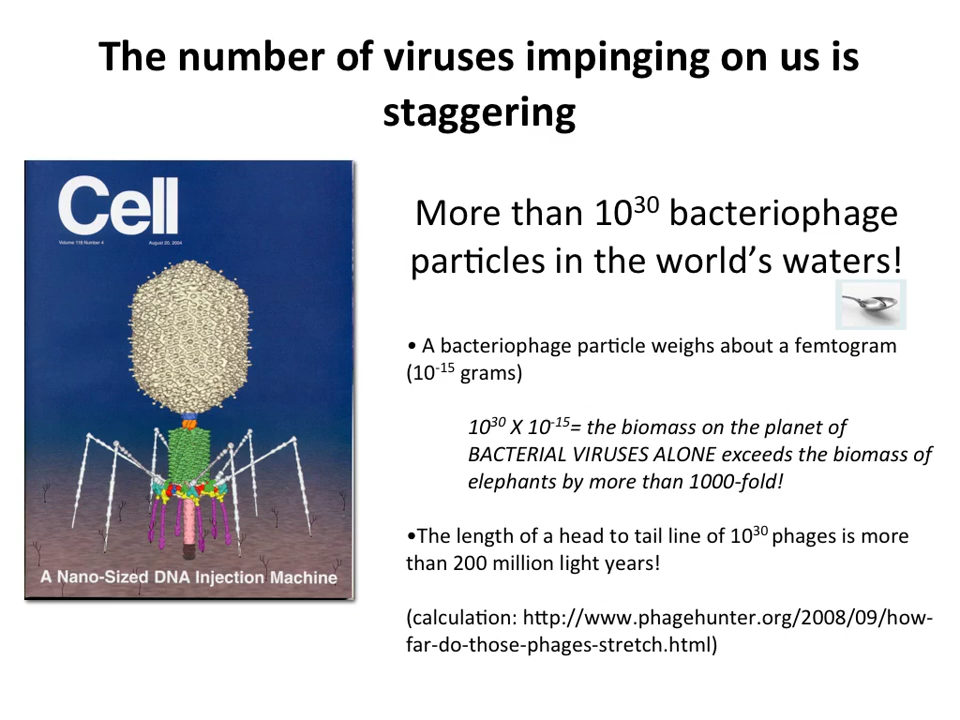 The number of viruses impinging on us is
staggering
Cell
Volume 118 Number 4
August 20, 2004
A Nano-Sized DNA Injection Machine
More than 10³⁰ bacteriophage
particles in the world’s waters!
• A bacteriophage particle weighs about a femtogram
(10⁻¹⁵ grams)
10³⁰ X 10⁻¹⁵= the biomass on the planet of
BACTERIAL VIRUSES ALONE exceeds the biomass of
elephants by more than 1000-fold!
•The length of a head to tail line of 10³⁰ phages is more
than 200 million light years!
(calculation: http://www.phagehunter.org/2008/09/how-
far-do-those-phages-stretch.html)